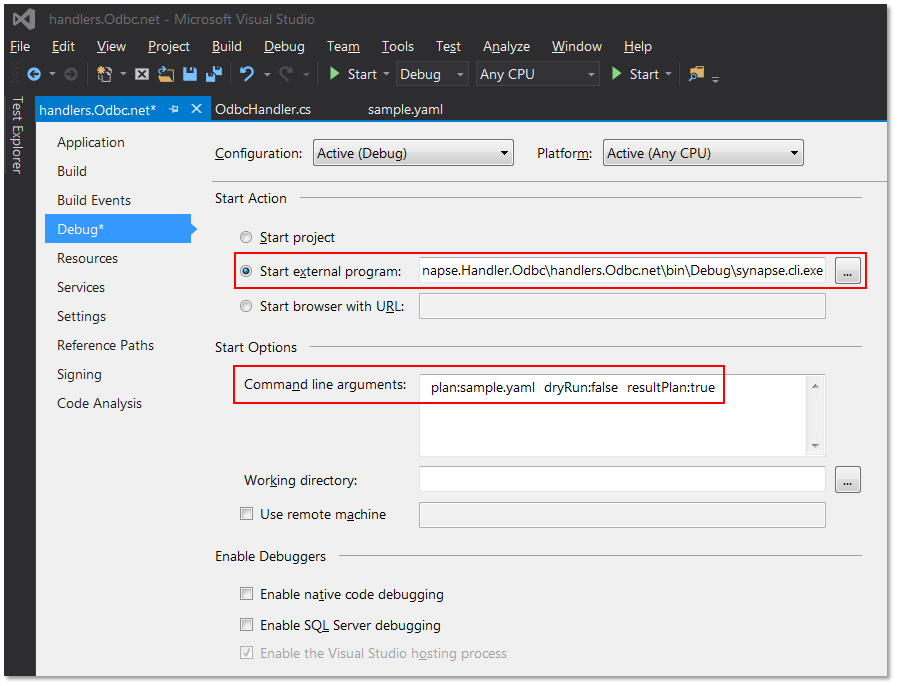 handlers.Odbc.net - Microsoft Visual Studio
File Edit View Project Build Debug Team Tools Test Analyze Window Help
Start Debug Any CPU Start
Test Explorer
handlers.Odbc.net* OdbcHandler.cs sample.yaml
Application
Build
Build Events
Debug*
Resources
Services
Settings
Reference Paths
Signing
Code Analysis
Configuration: Active (Debug) Platform: Active (Any CPU)
Start Action
Start project
Start external program: napse.Handler.Odbc\handlers.Odbc.net\bin\Debug\synapse.cli.exe ...
Start browser with URL:
Start Options
Command line arguments: plan:sample.yaml dryRun:false resultPlan:true
Working directory: ...
Use remote machine
Enable Debuggers
Enable native code debugging
Enable SQL Server debugging
Enable the Visual Studio hosting process